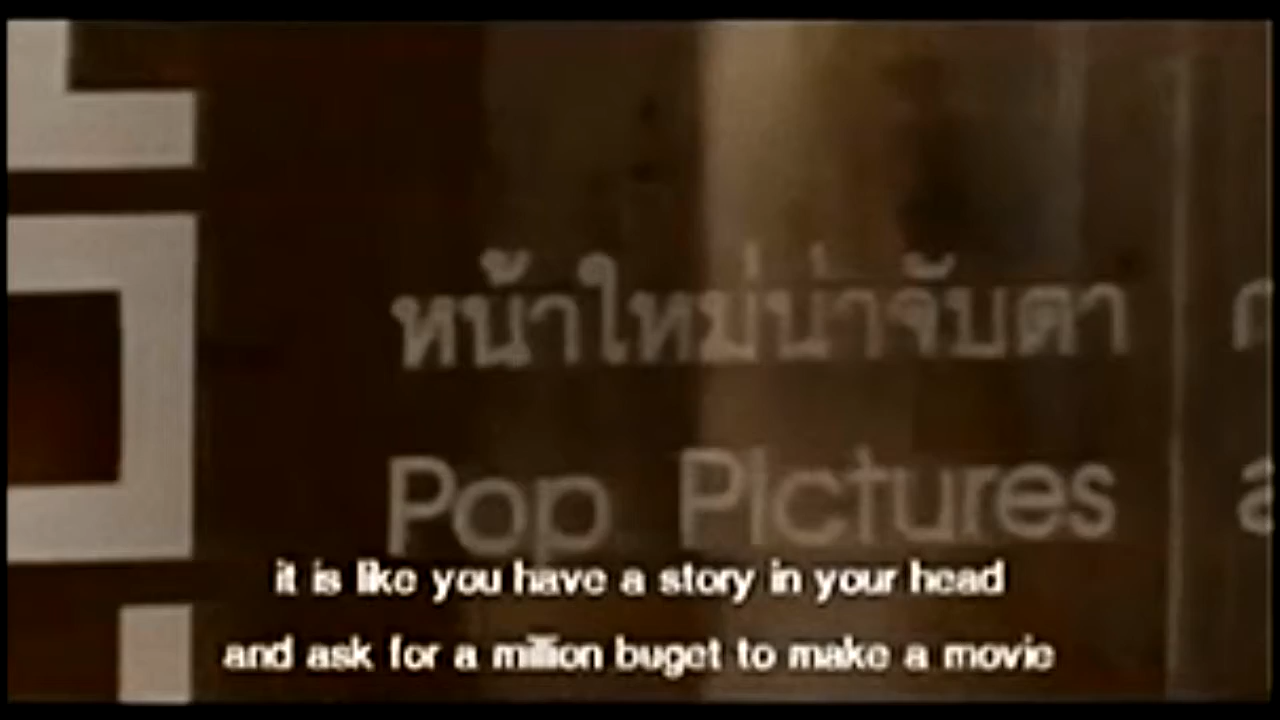 หน้าใหม่น่าจับตา
Pop Pictures
it is like you have a story in your head
and ask for a million buget to make a movie